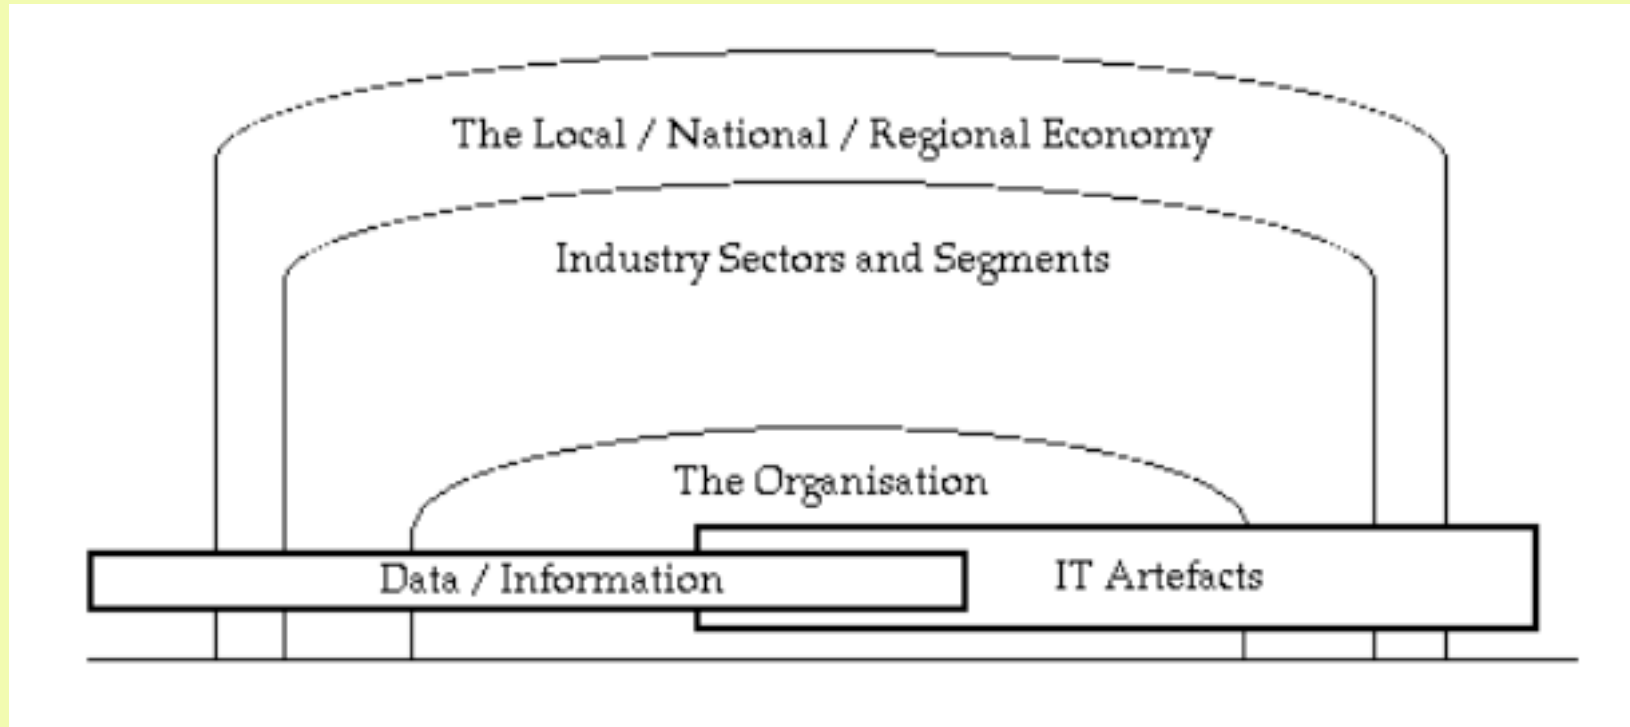 The Local / National / Regional Economy
Industry Sectors and Segments
The Organisation
Data / Information
IT Artefacts